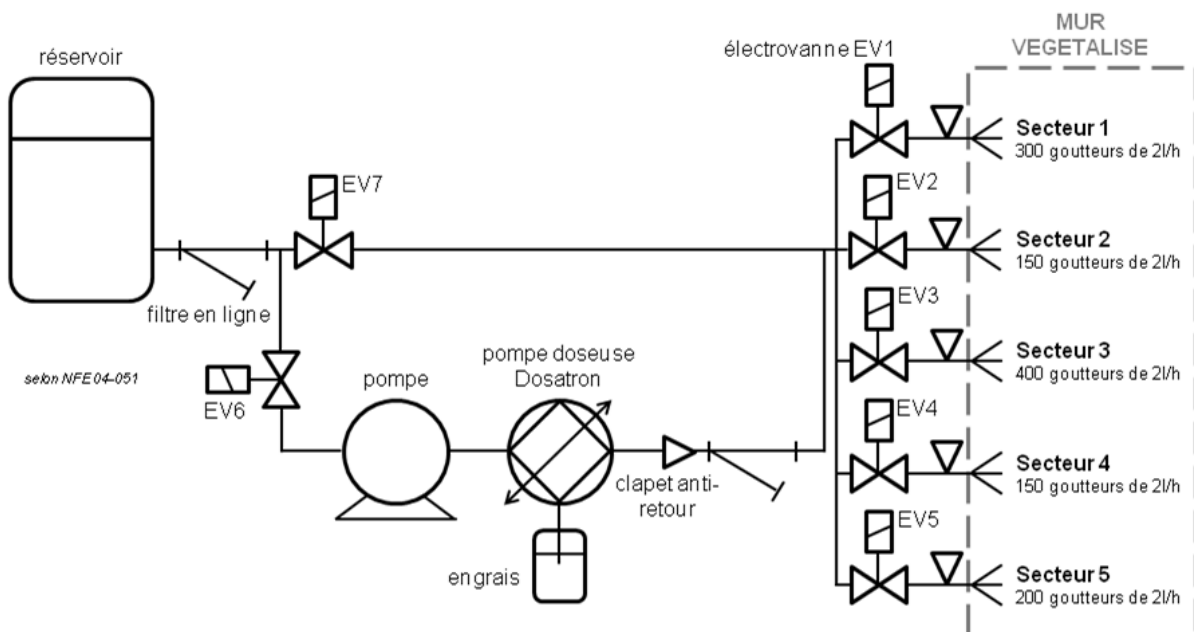 MUR
VEGETALISE
réservoir
électrovanne EV1
Secteur 1
300 goutteurs de 2l/h
EV7
EV2
Secteur 2
150 goutteurs de 2l/h
filtre en ligne
EV3
Secteur 3
400 goutteurs de 2l/h
selon NFE04-051
EV6
pompe
pompe doseuse
Dosatron
EV4
Secteur 4
150 goutteurs de 2l/h
clapet anti-
retour
EV5
engrais
Secteur 5
200 goutteurs de 2l/h